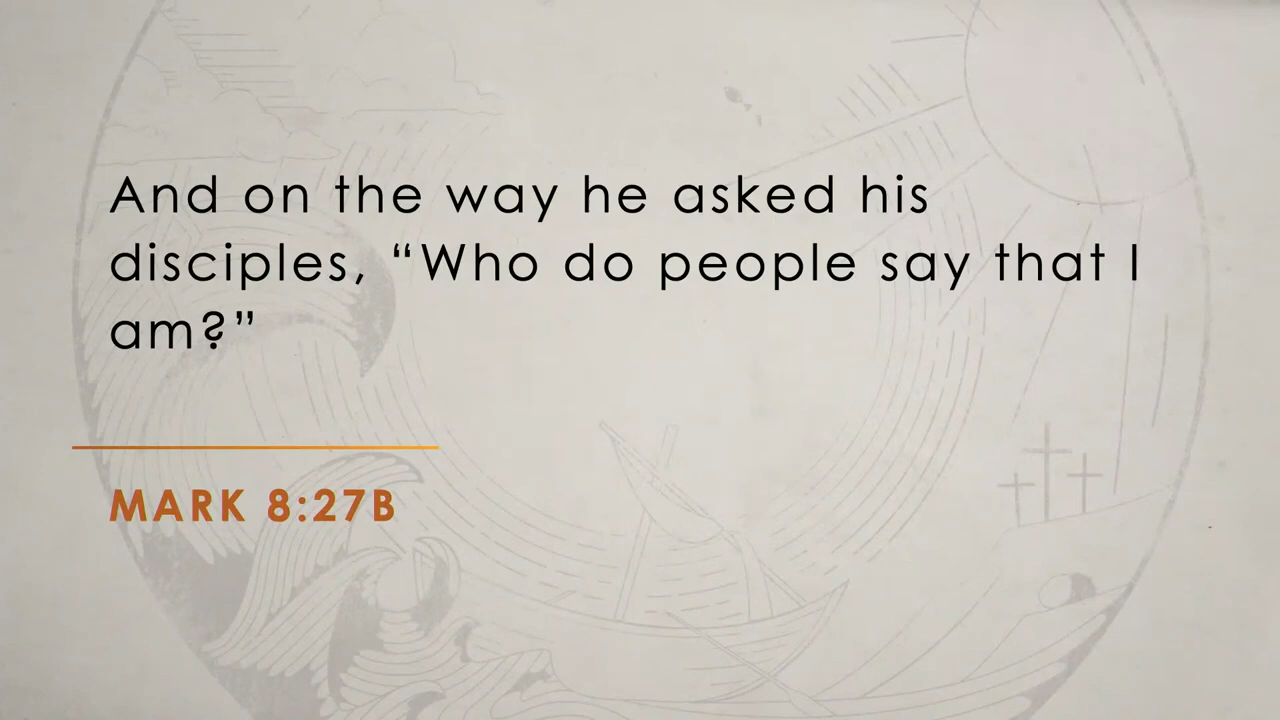 And on the way he asked his
disciples, “Who do people say that I
am?”
MARK 8:27B